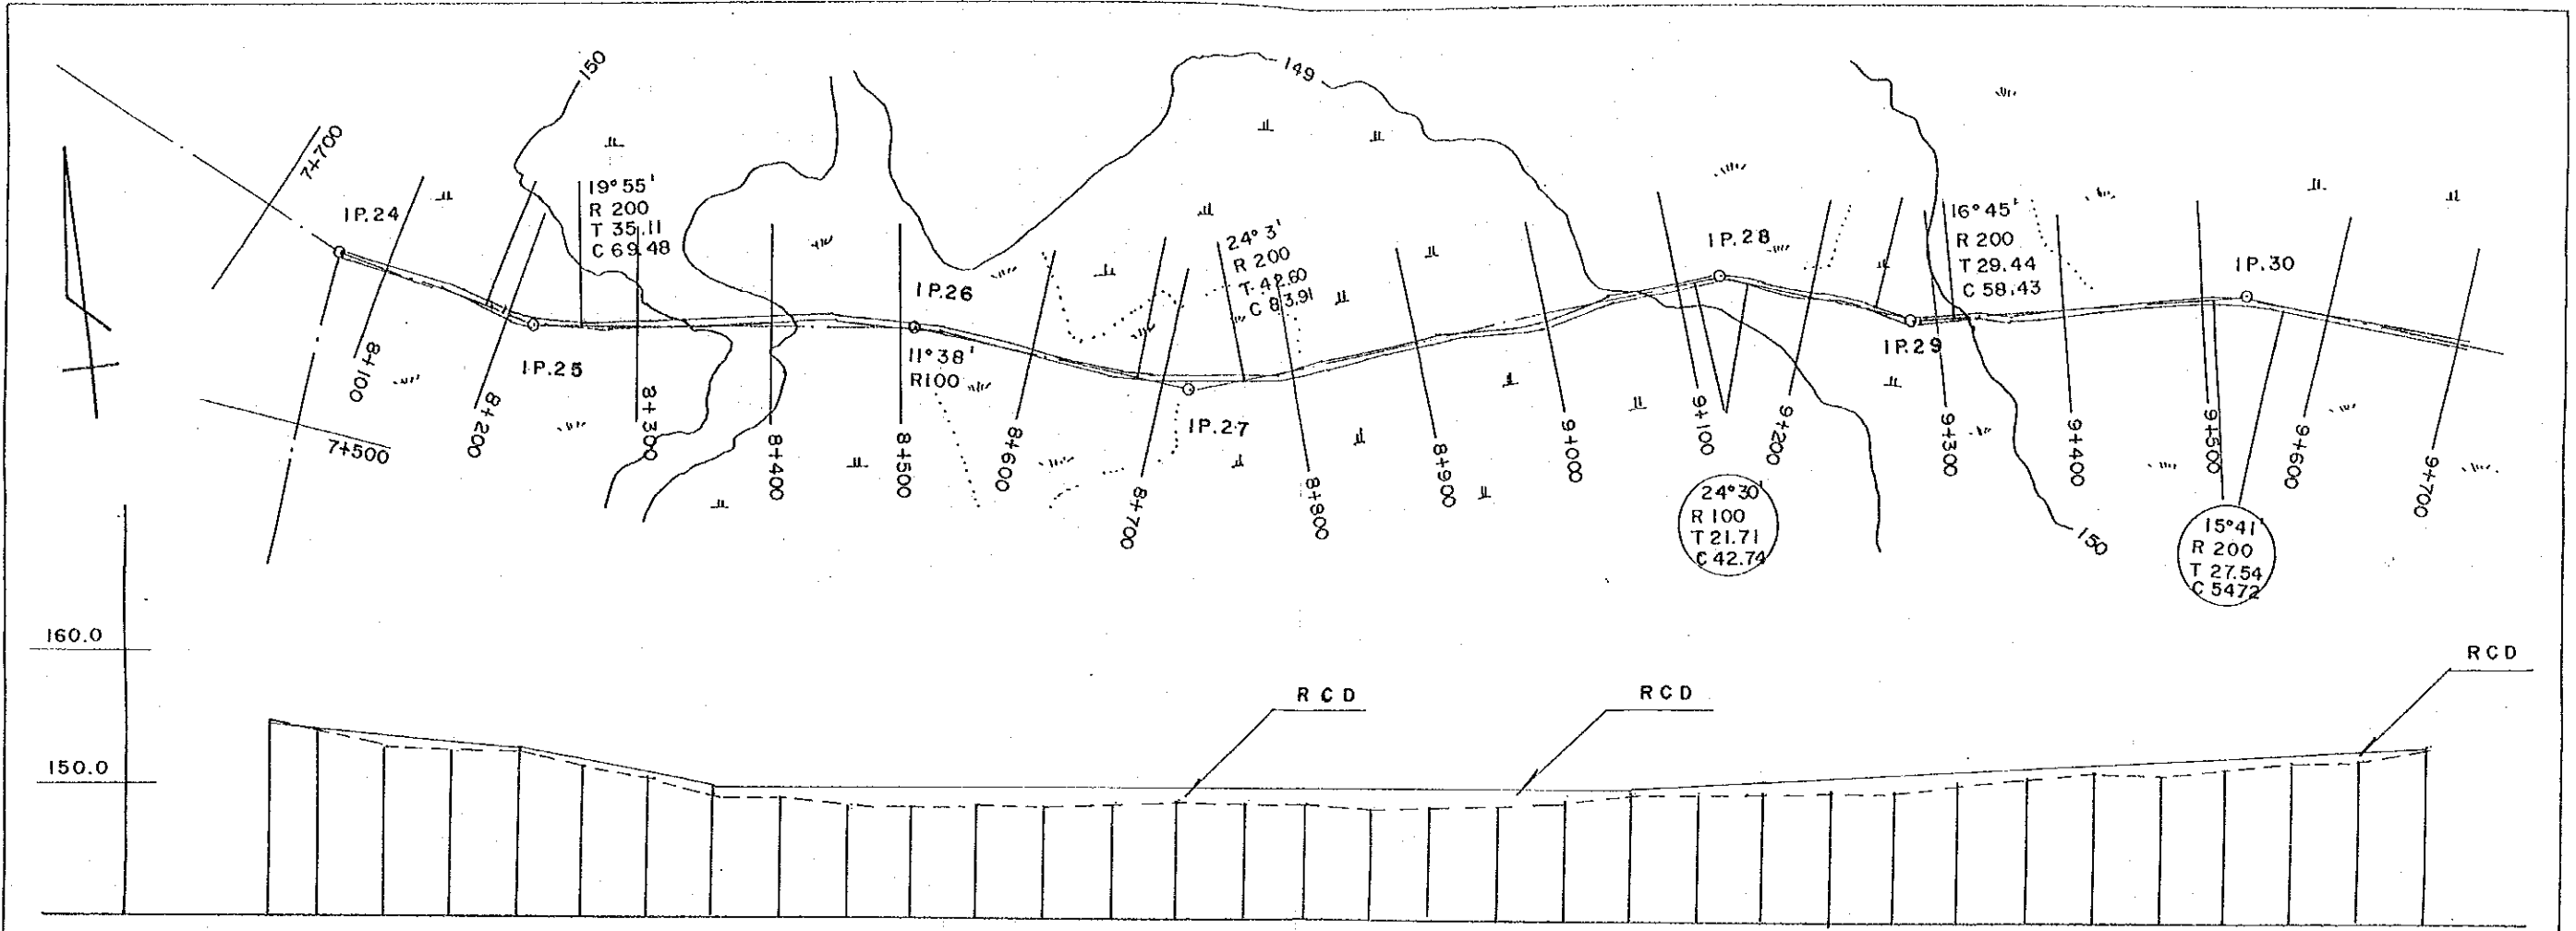 150
149
7+700
IP.24
19°55'
R 200
T 35.11
C 69.48
24°3'
R 200
T. 42.60
C 83.91
IP.28
16°45'
R 200
T 29.44
C 58.43
IP.30
IP.26
11°38'
R100
IP.25
IP.27
IP.29
7+500
8+100
8+200
8+300
8+400
8+500
8+600
8+700
8+800
8+900
9+000
9+100
9+200
9+300
9+400
9+500
9+600
9+700
24°30'
R 100
T 21.71
C 42.74
150
15°41'
R 200
T 27.54
C 5472
160.0
150.0
RCD
RCD
RCD